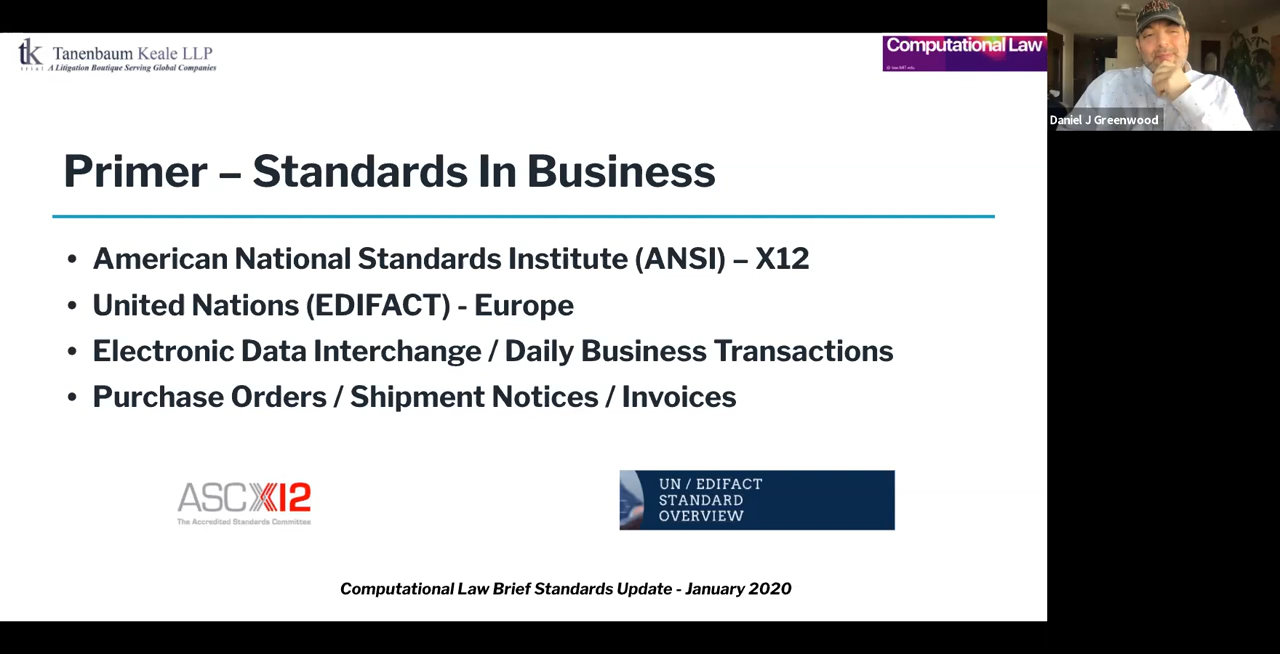 tk Tanenbaum Keale LLP
TRIAL A Litigation Boutique Serving Global Companies
Computational Law
Daniel J Greenwood
Primer – Standards In Business
• American National Standards Institute (ANSI) – X12
• United Nations (EDIFACT) - Europe
• Electronic Data Interchange / Daily Business Transactions
• Purchase Orders / Shipment Notices / Invoices
ASC X12
The Accredited Standards Committee
UN / EDIFACT
STANDARD
OVERVIEW
Computational Law Brief Standards Update - January 2020